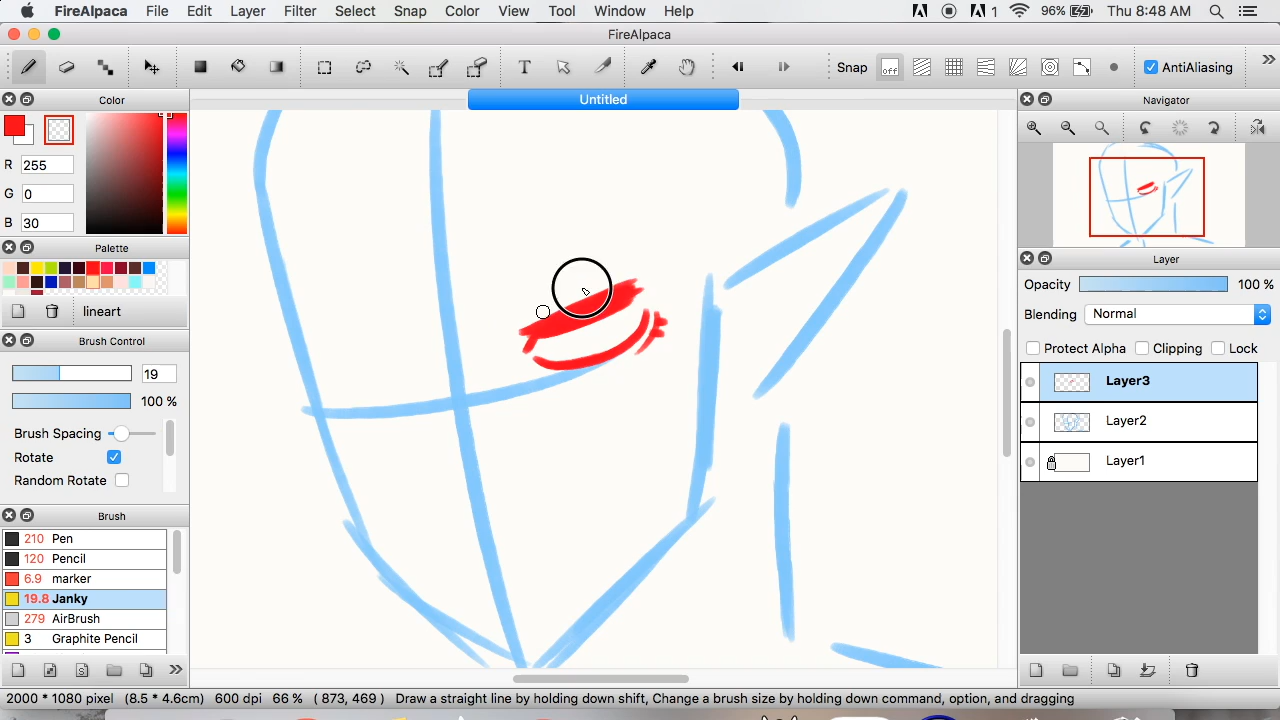 FireAlpaca File Edit Layer Filter Select Snap Color View Tool Window Help 1 96% Thu 8:48 AM
FireAlpaca
T Snap off AntiAliasing
Color Untitled Navigator
R 255
G 0
B 30
Palette
Layer
Opacity 100 %
lineart
Blending Normal
Brush Control
Protect Alpha Clipping Lock
19
Layer3
100 %
Layer2
Brush Spacing
Rotate
Layer1
Random Rotate
Brush
210 Pen
120 Pencil
6.9 marker
19.8 Janky
279 AirBrush
3 Graphite Pencil
2000 * 1080 pixel (8.5 * 4.6cm) 600 dpi 66 % ( 873, 469 ) Draw a straight line by holding down shift, Change a brush size by holding down command, option, and dragging